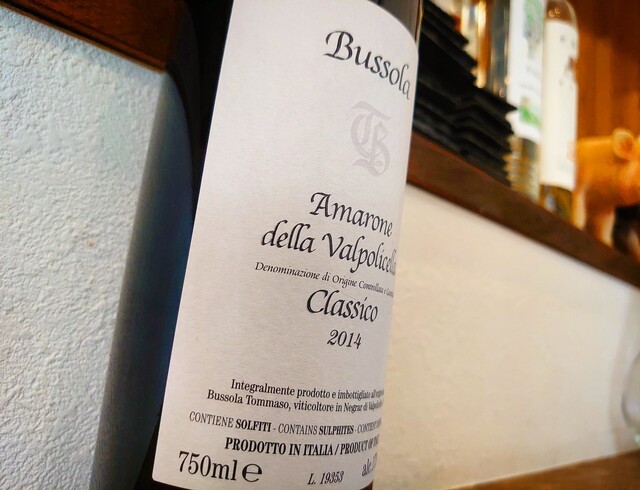 Bussola
TB
Amarone
della Valpolicella
Denominazione di Origine Controllata e
Classico
2014
Integralmente prodotto e imbottigliato
Bussola Tommaso, viticoltore in Negrar di
CONTIENE SOLFITI - CONTAINS SULPHITES -
PRODOTTO IN ITALIA / PRODUCT OF
750ml e L. 19353 alc.